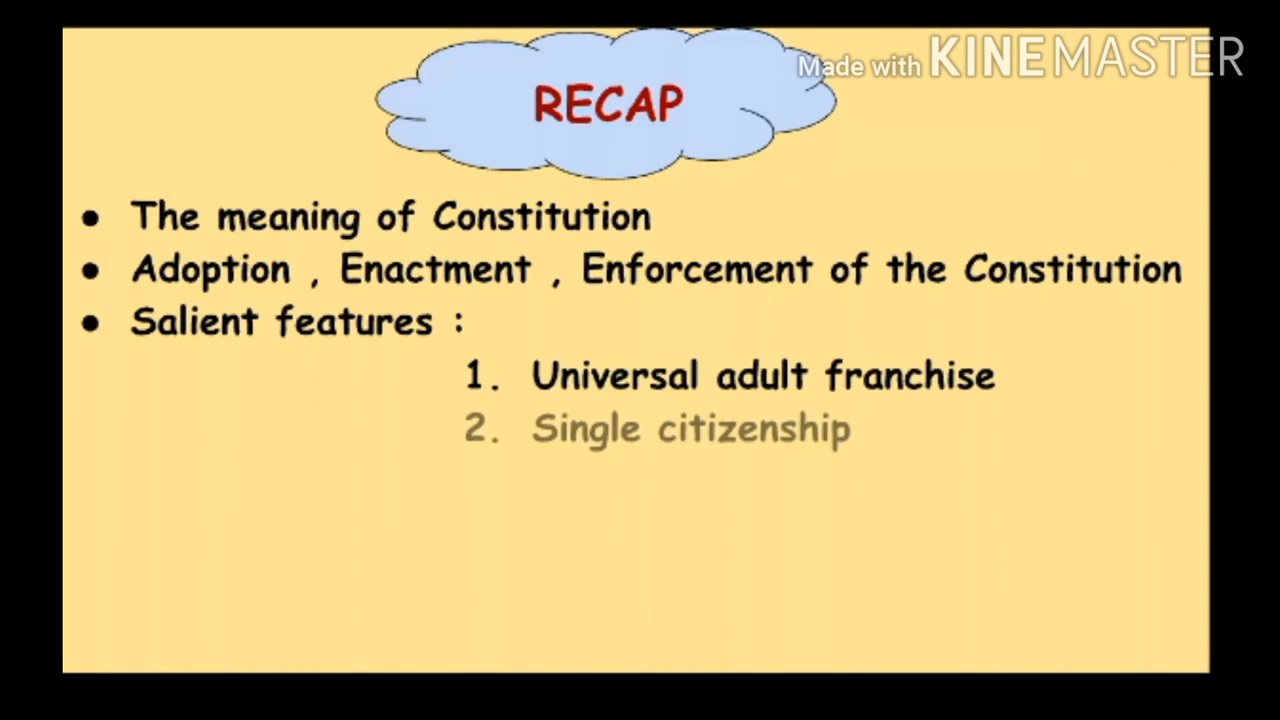 Made with KINEMASTER
RECAP
● The meaning of Constitution
● Adoption , Enactment , Enforcement of the Constitution
● Salient features :
1. Universal adult franchise
2. Single citizenship